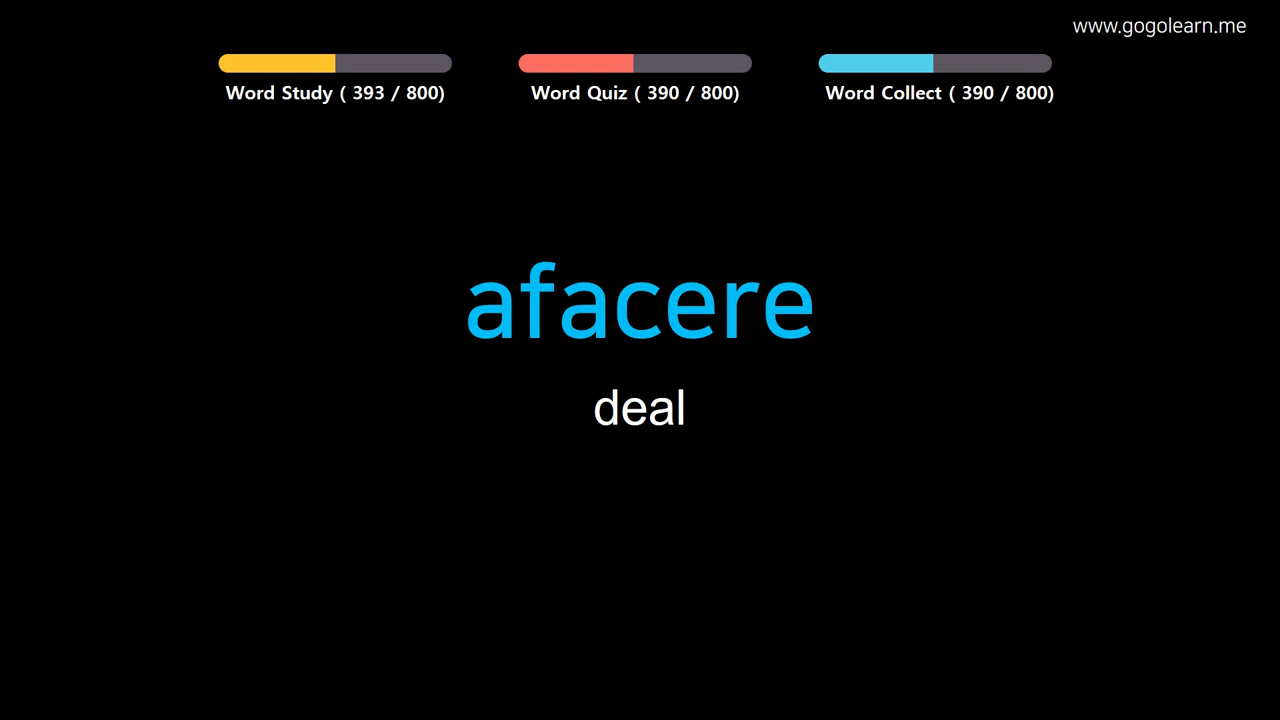 www.gogolearn.me
Word Study ( 393 / 800)
Word Quiz ( 390 / 800)
Word Collect ( 390 / 800)
afacere
deal